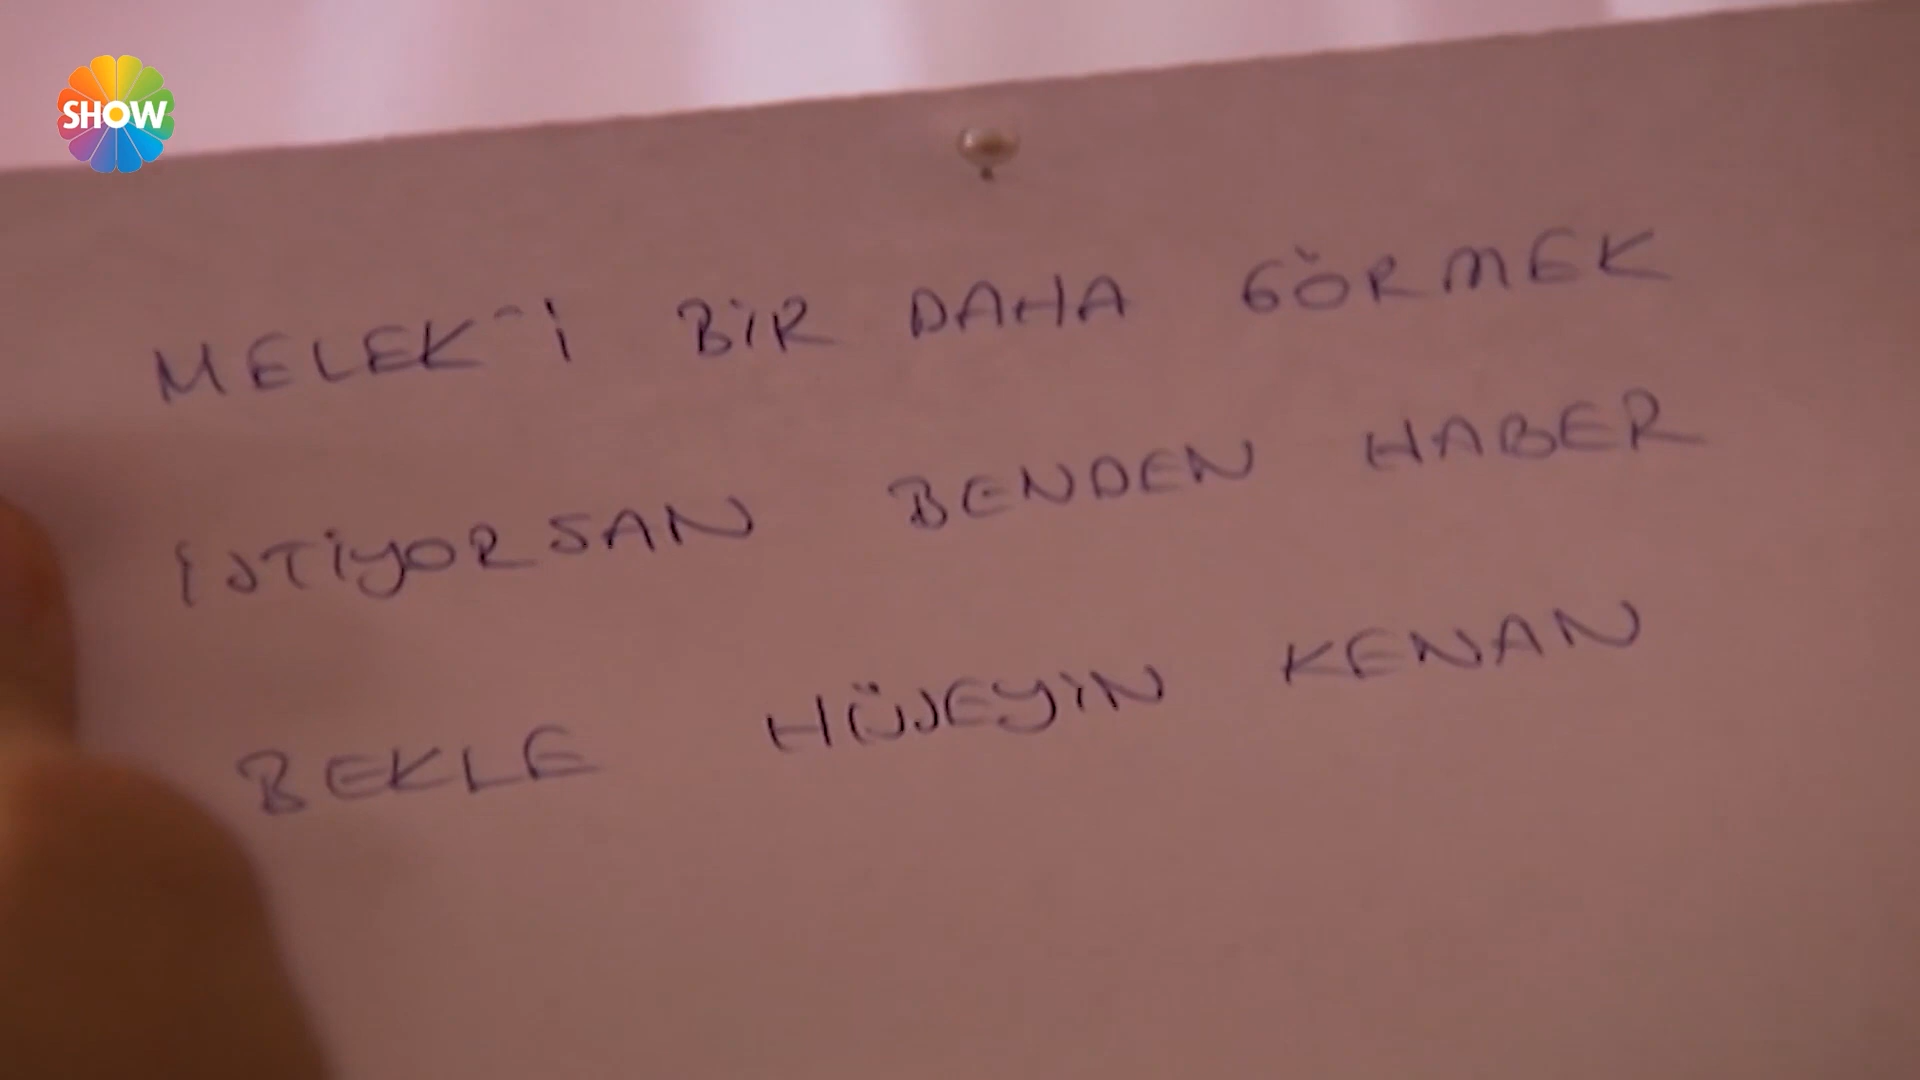 SHOW
MELEK'İ BİR DAHA GÖRMEK
İSTİYORSAN BENDEN HABER
BEKLE HÜSEYİN KENAN